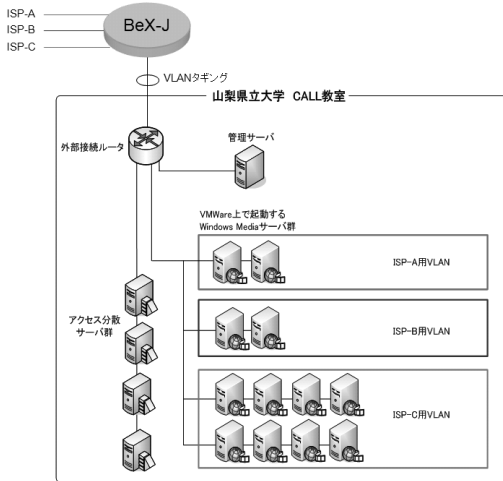 ISP-A
ISP-B
ISP-C
BeX-J
VLANタギング
山梨県立大学 CALL教室
外部接続ルータ
管理サーバ
VMWare上で起動する
Windows Mediaサーバ群
ISP-A用VLAN
アクセス分散
サーバ群
ISP-B用VLAN
ISP-C用VLAN